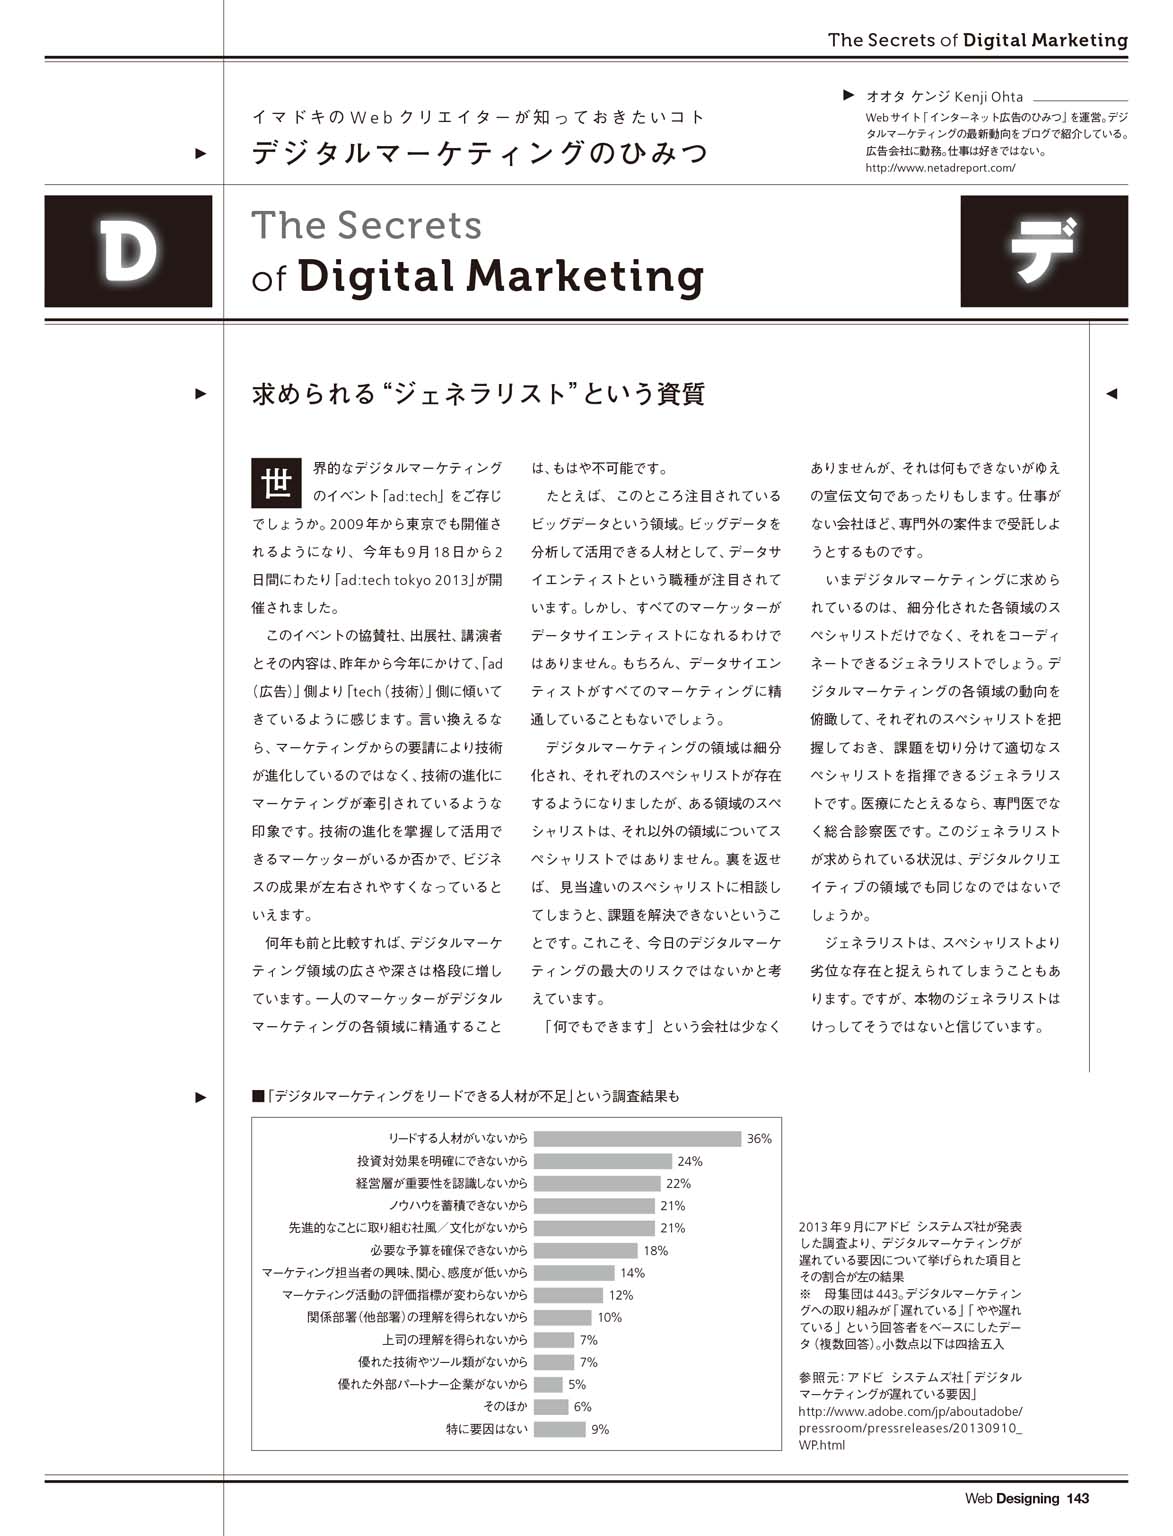 The Secrets of Digital Marketing
イマドキのWebクリエイターが知っておきたいコト
デジタルマーケティングのひみつ
オオタ ケンジ Kenji Ohta
Webサイト「インターネット広告のひみつ」を運営。デジ
タルマーケティングの最新動向をブログで紹介している。
広告会社に勤務。仕事は好きではない。
http://www.netadreport.com/
D
The Secrets
of Digital Marketing
デ
求められる“ジェネラリスト”という資質
世界的なデジタルマーケティング
のイベント「ad:tech」をご存じ
でしょうか。2009年から東京でも開催さ
れるようになり、今年も9月18日から2
日間にわたり「ad:tech tokyo 2013」が開
催されました。
このイベントの協賛社、出展社、講演者
とその内容は、昨年から今年にかけて、「ad
（広告）」側より「tech（技術）」側に傾いて
きているように感じます。言い換えるな
ら、マーケティングからの要請により技術
が進化しているのではなく、技術の進化に
マーケティングが牽引されているような
印象です。技術の進化を掌握して活用で
きるマーケッターがいるか否かで、ビジネ
スの成果が左右されやすくなっていると
いえます。
何年も前と比較すれば、デジタルマーケ
ティング領域の広さや深さは格段に増し
ています。一人のマーケッターがデジタル
マーケティングの各領域に精通すること
は、もはや不可能です。
たとえば、このところ注目されている
ビッグデータという領域。ビッグデータを
分析して活用できる人材として、データサ
イエンティストという職種が注目されて
います。しかし、すべてのマーケッターが
データサイエンティストになれるわけで
はありません。もちろん、データサイエン
ティストがすべてのマーケティングに精
通していることもないでしょう。
デジタルマーケティングの領域は細分
化され、それぞれのスペシャリストが存在
するようになりましたが、ある領域のスペ
シャリストは、それ以外の領域についてス
ペシャリストではありません。裏を返せ
ば、見当違いのスペシャリストに相談し
てしまうと、課題を解決できないというこ
とです。これこそ、今日のデジタルマーケ
ティングの最大のリスクではないかと考
えています。
「何でもできます」という会社は少なく
ありませんが、それは何もできないがゆえ
の宣伝文句であったりもします。仕事が
ない会社ほど、専門外の案件まで受託しよ
うとするものです。
いまデジタルマーケティングに求めら
れているのは、細分化された各領域のス
ペシャリストだけでなく、それをコーディ
ネートできるジェネラリストでしょう。デ
ジタルマーケティングの各領域の動向を
俯瞰して、それぞれのスペシャリストを把
握しておき、課題を切り分けて適切なス
ペシャリストを指揮できるジェネラリス
トです。医療にたとえるなら、専門医でな
く総合診察医です。このジェネラリスト
が求められている状況は、デジタルクリエ
イティブの領域でも同じなのではないで
しょうか。
ジェネラリストは、スペシャリストより
劣位な存在と捉えられてしまうこともあ
ります。ですが、本物のジェネラリストは
けっしてそうではないと信じています。
■「デジタルマーケティングをリードできる人材が不足」という調査結果も
リードする人材がいないから 36%
投資対効果を明確にできないから 24%
経営層が重要性を認識しないから 22%
ノウハウを蓄積できないから 21%
先進的なことに取り組む社風／文化がないから 21%
必要な予算を確保できないから 18%
マーケティング担当者の興味、関心、感度が低いから 14%
マーケティング活動の評価指標が変わらないから 12%
関係部署（他部署）の理解を得られないから 10%
上司の理解を得られないから 7%
優れた技術やツール類がないから 7%
優れた外部パートナー企業がないから 5%
そのほか 6%
特に要因はない 9%
2013年9月にアドビ システムズ社が発表
した調査より、デジタルマーケティングが
遅れている要因について挙げられた項目と
その割合が左の結果
※ 母集団は443。デジタルマーケティン
グへの取り組みが「遅れている」「やや遅れ
ている」という回答者をベースにしたデー
タ（複数回答）。小数点以下は四捨五入
参照元：アドビ システムズ社「デジタル
マーケティングが遅れている要因」
http://www.adobe.com/jp/aboutadobe/
pressroom/pressreleases/20130910_
WP.html
Web Designing 143